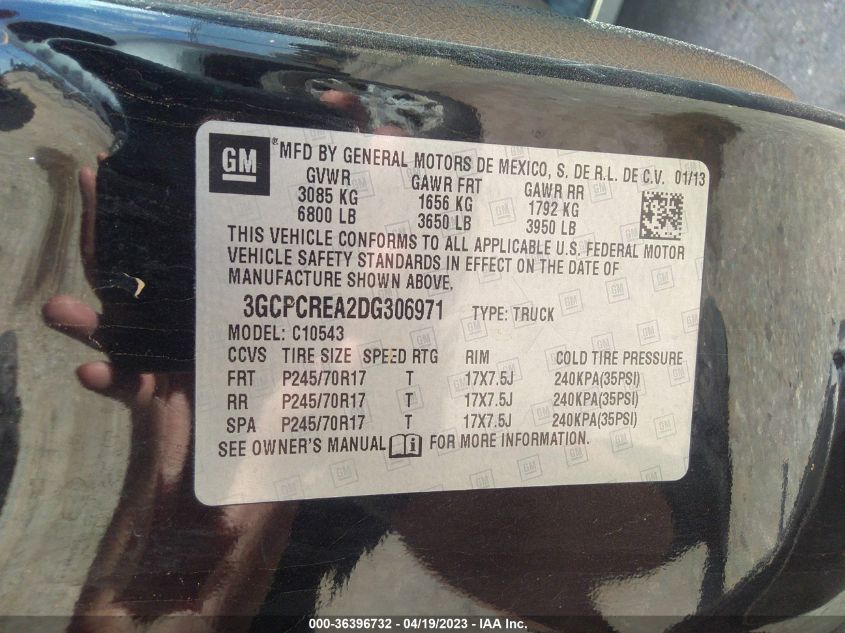 GM ® MFD BY GENERAL MOTORS DE MEXICO, S. DE R.L. DE C.V. 01/13
GVWR GAWR FRT GAWR RR
3085 KG 1656 KG 1792 KG
6800 LB 3650 LB 3950 LB
THIS VEHICLE CONFORMS TO ALL APPLICABLE U.S. FEDERAL MOTOR
VEHICLE SAFETY STANDARDS IN EFFECT ON THE DATE OF
MANUFACTURE SHOWN ABOVE.
3GCPCREA2DG306971 TYPE: TRUCK
MODEL: C10543
CCVS TIRE SIZE SPEED RTG RIM COLD TIRE PRESSURE
FRT P245/70R17 T 17X7.5J 240KPA(35PSI)
RR P245/70R17 T 17X7.5J 240KPA(35PSI)
SPA P245/70R17 T 17X7.5J 240KPA(35PSI)
SEE OWNER'S MANUAL FOR MORE INFORMATION.
000-36396732 - 04/19/2023 - IAA Inc.